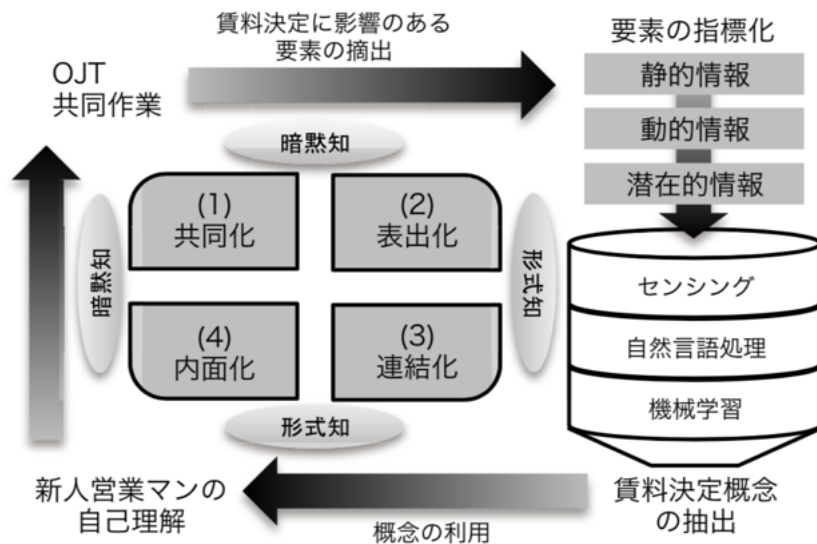 賃料決定に影響のある
要素の摘出
要素の指標化
OJT
共同作業
静的情報
動的情報
潜在的情報
暗黙知
(1)
共同化
(2)
表出化
暗黙知
形式知
センシング
自然言語処理
機械学習
(4)
内面化
(3)
連結化
形式知
新人営業マンの
自己理解
概念の利用
賃料決定概念
の抽出